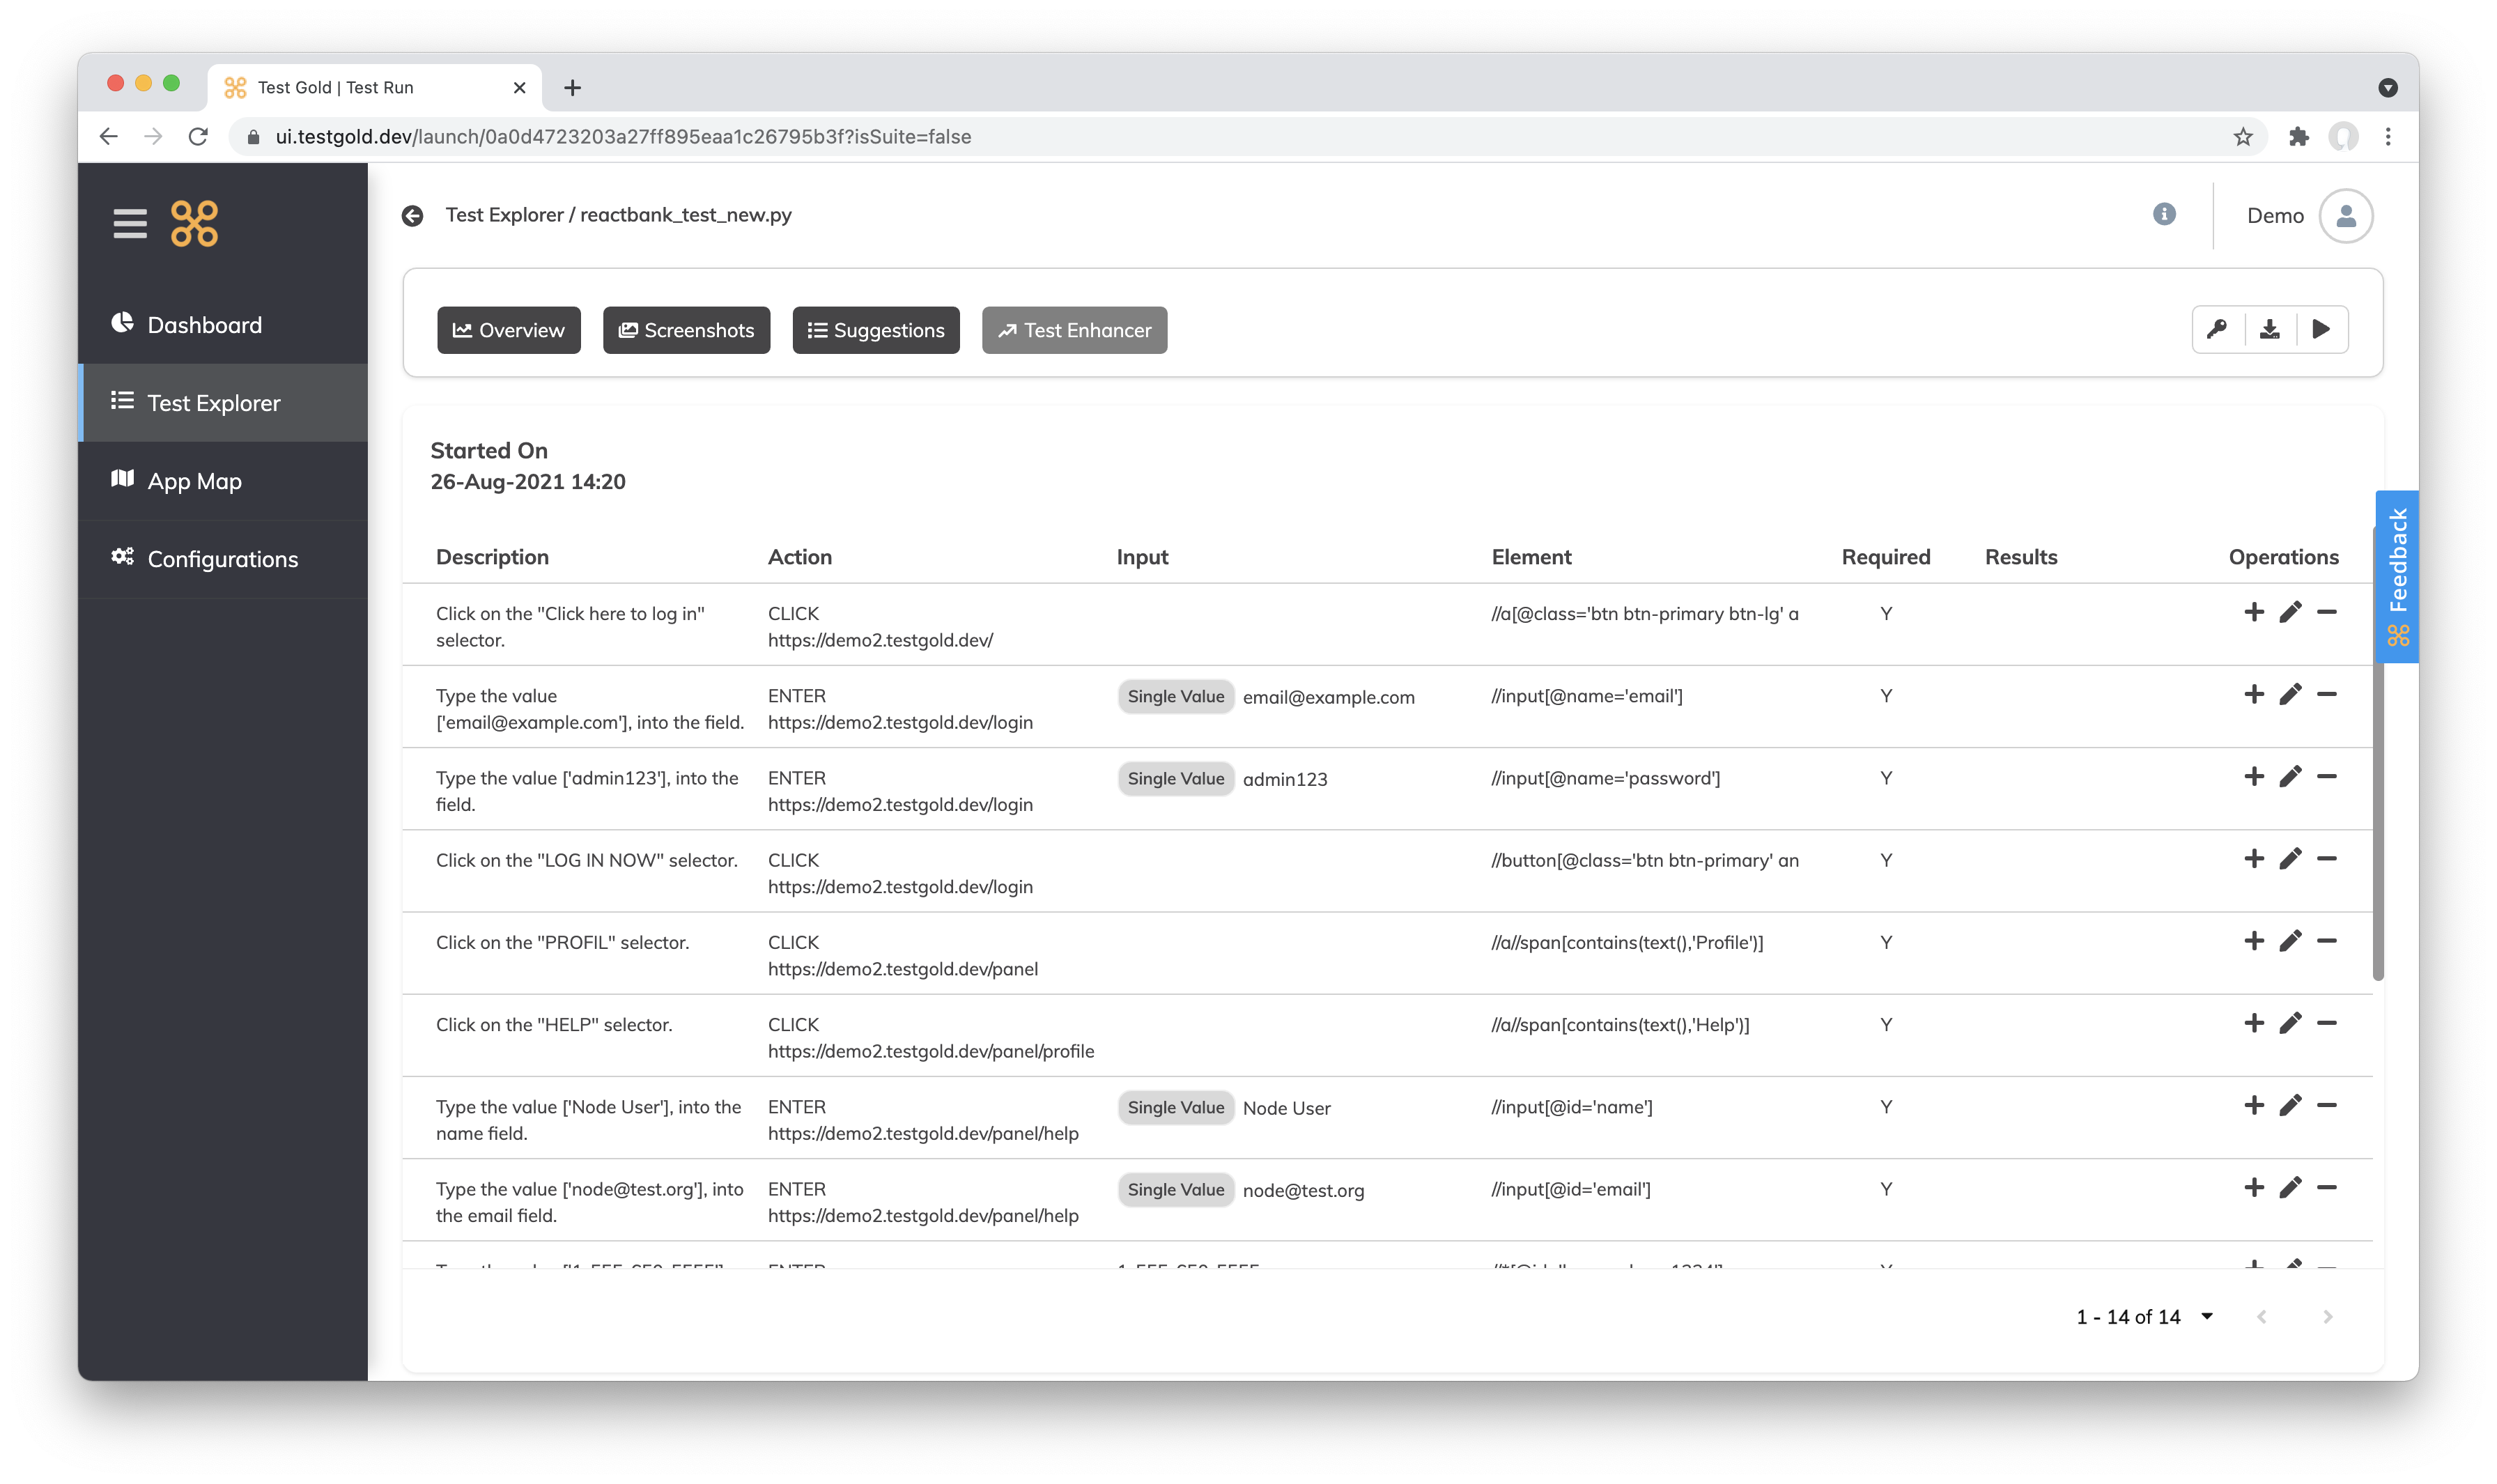 Test Gold | Test Run
ui.testgold.dev/launch/0a0d4723203a27ff895eaa1c26795b3f?isSuite=false
Test Explorer / reactbank_test_new.py
Demo
Dashboard
Test Explorer
App Map
Configurations
Overview
Screenshots
Suggestions
Test Enhancer
Started On
26-Aug-2021 14:20
Feedback
Description Action Input Element Required Results Operations
Click on the "Click here to log in" CLICK //a[@class='btn btn-primary btn-lg' a Y
selector. https://demo2.testgold.dev/
Type the value ENTER Single Value email@example.com //input[@name='email'] Y
['email@example.com'], into the field. https://demo2.testgold.dev/login
Type the value ['admin123'], into the ENTER Single Value admin123 //input[@name='password'] Y
field. https://demo2.testgold.dev/login
Click on the "LOG IN NOW" selector. CLICK //button[@class='btn btn-primary' an Y
https://demo2.testgold.dev/login
Click on the "PROFIL" selector. CLICK //a//span[contains(text(),'Profile')] Y
https://demo2.testgold.dev/panel
Click on the "HELP" selector. CLICK //a//span[contains(text(),'Help')] Y
https://demo2.testgold.dev/panel/profile
Type the value ['Node User'], into the ENTER Single Value Node User //input[@id='name'] Y
name field. https://demo2.testgold.dev/panel/help
Type the value ['node@test.org'], into ENTER Single Value node@test.org //input[@id='email'] Y
the email field. https://demo2.testgold.dev/panel/help
1 - 14 of 14